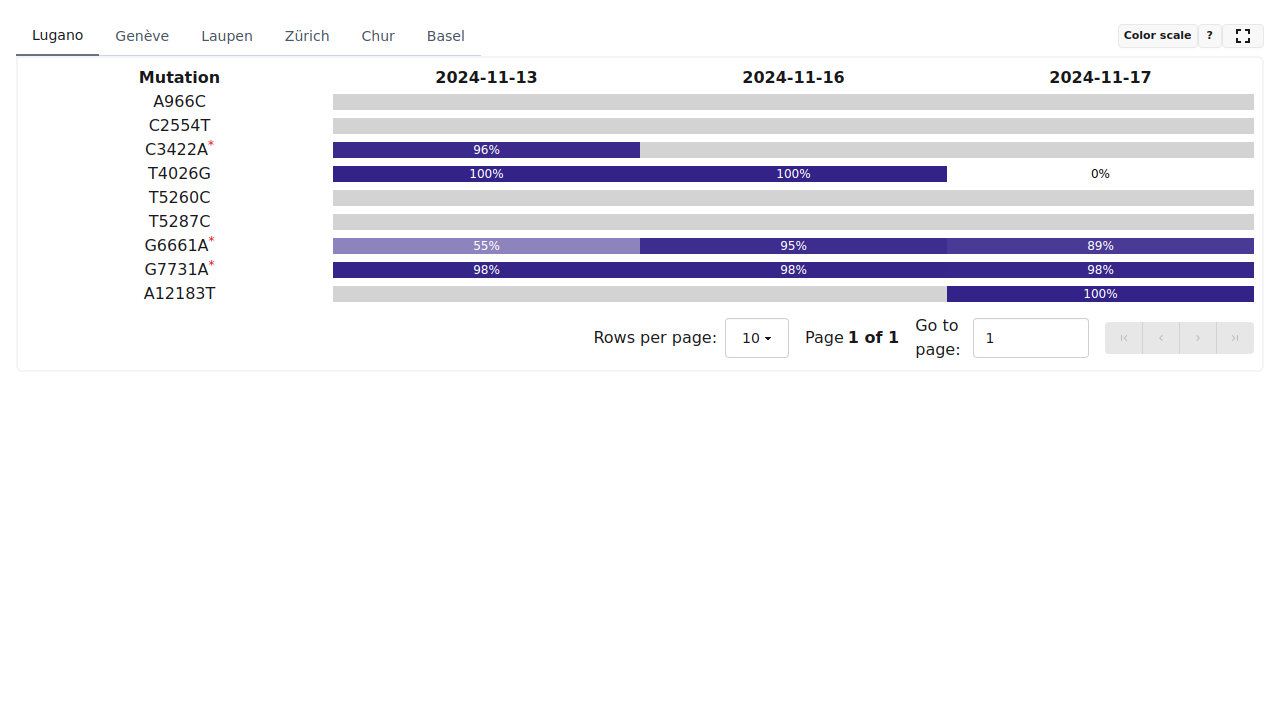 Lugano Genève Laupen Zürich Chur Basel Color scale ?
Mutation 2024-11-13 2024-11-16 2024-11-17
A966C
C2554T
C3422A* 96%
T4026G 100% 100% 0%
T5260C
T5287C
G6661A* 55% 95% 89%
G7731A* 98% 98% 98%
A12183T 100%
Rows per page: 10 Page 1 of 1 Go to page: 1